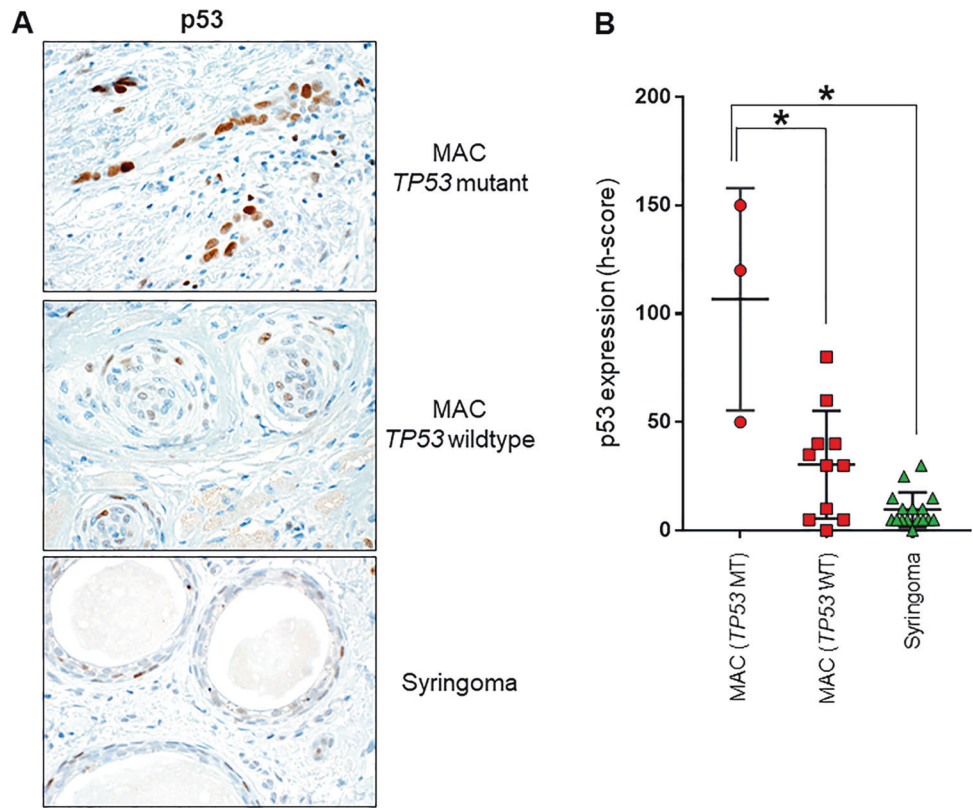 A
p53
MAC
TP53 mutant
MAC
TP53 wildtype
Syringoma
B
*
*
p53 expression (h-score)
200
150
100
50
0
MAC (TP53 MT)
MAC (TP53 WT)
Syringoma